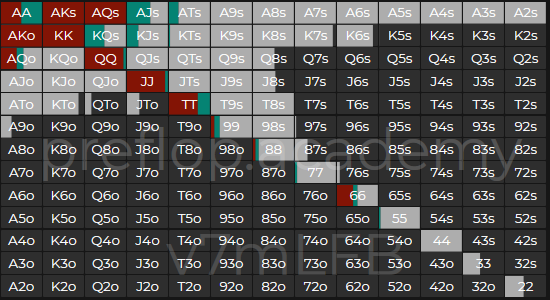 AA AKs AQs AJs ATs A9s A8s A7s A6s A5s A4s A3s A2s
AKo KK KQs KJs KTs K9s K8s K7s K6s K5s K4s K3s K2s
AQo KQo QQ QJs QTs Q9s Q8s Q7s Q6s Q5s Q4s Q3s Q2s
AJo KJo QJo JJ JTs J9s J8s J7s J6s J5s J4s J3s J2s
ATo KTo QTo JTo TT T9s T8s T7s T6s T5s T4s T3s T2s
A9o K9o Q9o J9o T9o 99 98s 97s 96s 95s 94s 93s 92s
A8o K8o Q8o J8o T8o 98o 88 87s 86s 85s 84s 83s 82s
A7o K7o Q7o J7o T7o 97o 87o 77 76s 75s 74s 73s 72s
A6o K6o Q6o J6o T6o 96o 86o 76o 66 65s 64s 63s 62s
A5o K5o Q5o J5o T5o 95o 85o 75o 65o 55 54s 53s 52s
A4o K4o Q4o J4o T4o 94o 84o 74o 64o 54o 44 43s 42s
A3o K3o Q3o J3o T3o 93o 83o 73o 63o 53o 43o 33 32s
A2o K2o Q2o J2o T2o 92o 82o 72o 62o 52o 42o 32o 22
preflop.academy
v7mLFB